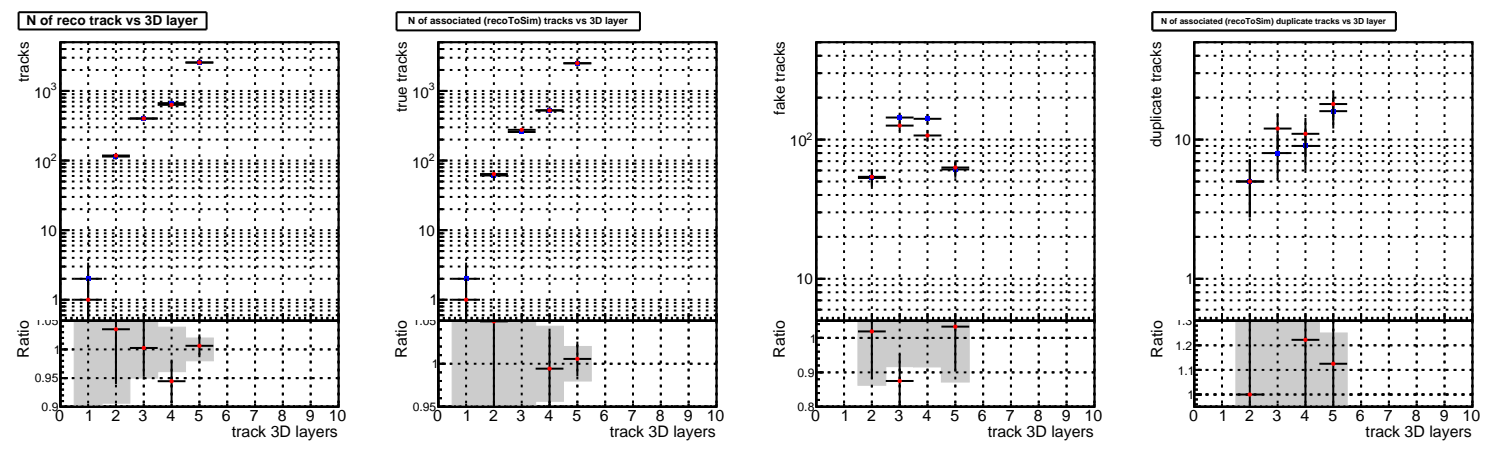 N of reco track vs 3D layer
tracks
10³
10²
10
1
Ratio
1.05
1
0.95
0.9
0 1 2 3 4 5 6 7 8 9 10
track 3D layers
N of associated (recoToSim) tracks vs 3D layer
true tracks
10³
10²
10
1
Ratio
1.05
1
0.95
0 1 2 3 4 5 6 7 8 9 10
track 3D layers
fake tracks
10²
10
Ratio
1
0.9
0.8
0 1 2 3 4 5 6 7 8 9 10
track 3D layers
N of associated (recoToSim) duplicate tracks vs 3D layer
duplicate tracks
10
1
Ratio
1.3
1.2
1.1
1
0 1 2 3 4 5 6 7 8 9 10
track 3D layers